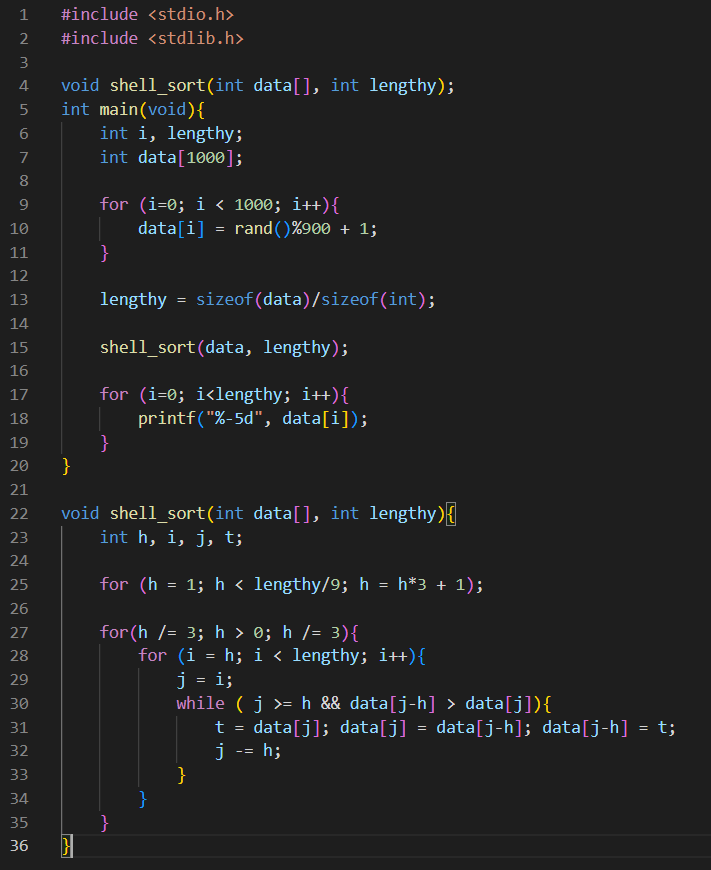 1 #include <stdio.h>
2 #include <stdlib.h>
3
4 void shell_sort(int data[], int lengthy);
5 int main(void){
6     int i, lengthy;
7     int data[1000];
8
9     for (i=0; i < 1000; i++){
10         data[i] = rand()%900 + 1;
11     }
12
13     lengthy = sizeof(data)/sizeof(int);
14
15     shell_sort(data, lengthy);
16
17     for (i=0; i<lengthy; i++){
18         printf("%-5d", data[i]);
19     }
20 }
21
22 void shell_sort(int data[], int lengthy){
23     int h, i, j, t;
24
25     for (h = 1; h < lengthy/9; h = h*3 + 1);
26
27     for(h /= 3; h > 0; h /= 3){
28         for (i = h; i < lengthy; i++){
29             j = i;
30             while ( j >= h && data[j-h] > data[j]){
31                 t = data[j]; data[j] = data[j-h]; data[j-h] = t;
32                 j -= h;
33             }
34         }
35     }
36 }